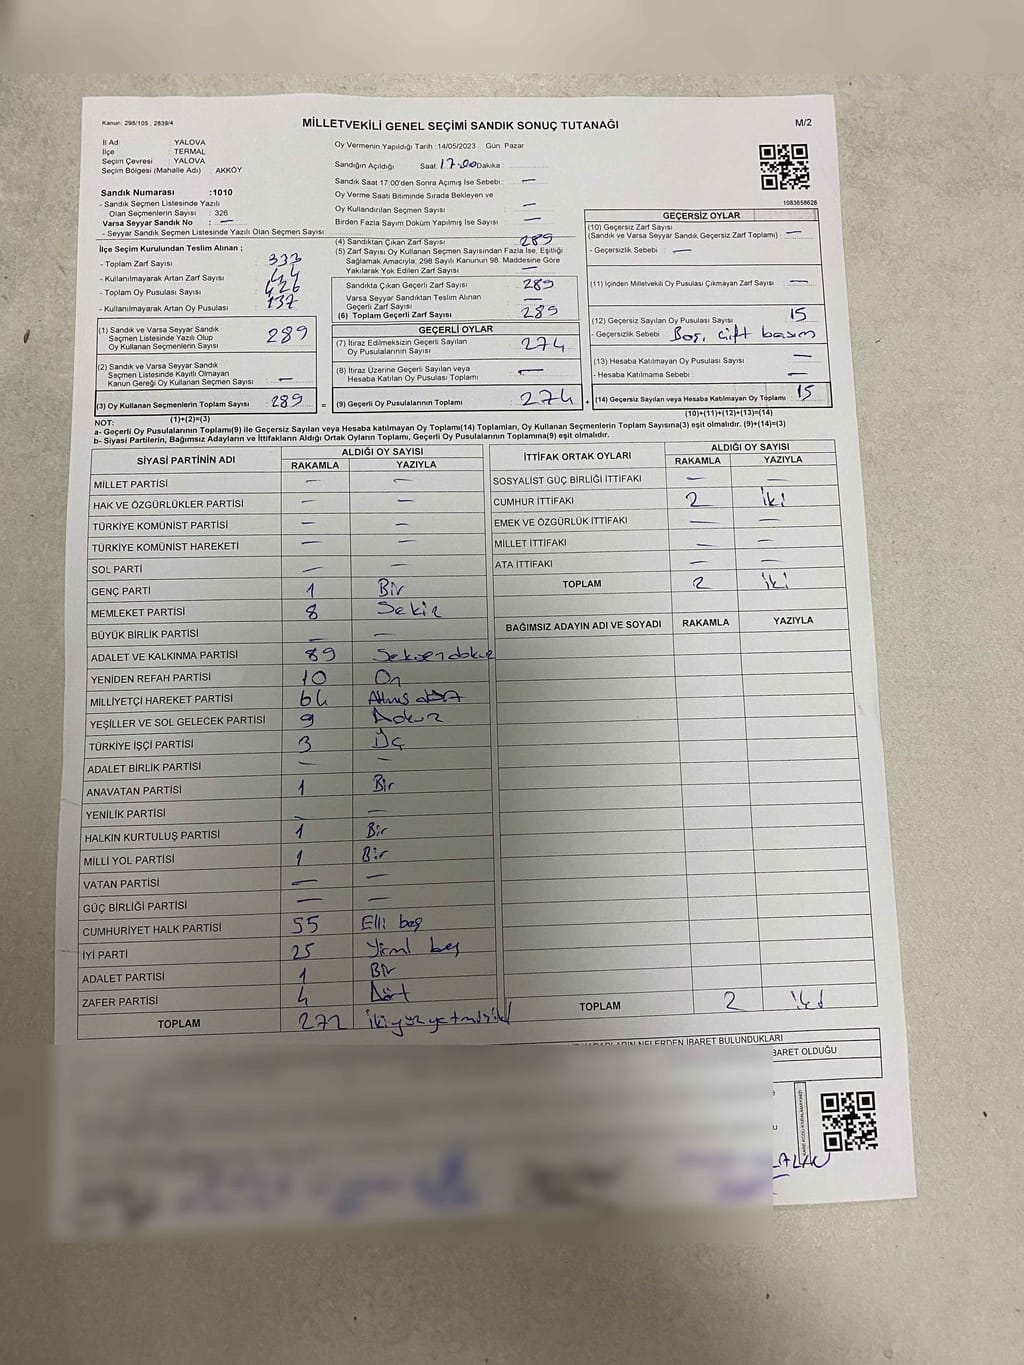 Kanun: 298/105 , 2839/4
MİLLETVEKİLİ GENEL SEÇİMİ SANDIK SONUÇ TUTANAĞI
M/2
İl Ad : YALOVA
İlçe : TERMAL
Seçim Çevresi : YALOVA
Seçim Bölgesi (Mahalle Adı) : AKKÖY
Sandık Numarası :1010
- Sandık Seçmen Listesinde Yazılı
Olan Seçmenlerin Sayısı : 326
Varsa Seyyar Sandık No : —
- Seyyar Sandık Seçmen Listesinde Yazılı Olan Seçmen Sayısı :
İlçe Seçim Kurulundan Teslim Alınan ;
- Toplam Zarf Sayısı : 333
- Kullanılmayarak Artan Zarf Sayısı : 44
- Toplam Oy Pusulası Sayısı : 426
- Kullanılmayarak Artan Oy Pusulası : 137
(1) Sandık ve Varsa Seyyar Sandık
Seçmen Listesinde Yazılı Olup
Oy Kullanan Seçmenlerin Sayısı : 289
(2) Sandık ve Varsa Seyyar Sandık
Seçmen Listesinde Kayıtlı Olmayan
Kanun Gereği Oy Kullanan Seçmen Sayısı : —
(3) Oy Kullanan Seçmenlerin Toplam Sayısı : 289
(1)+(2)=(3)
Oy Vermenin Yapıldığı Tarih :14/05/2023 Gün: Pazar
Sandığın Açıldığı Saat: 17.00 Dakika :
Sandık Saat 17:00'den Sonra Açımış İse Sebebi : —
Oy Verme Saati Bitiminde Sırada Bekleyen ve
Oy Kullandırılan Seçmen Sayısı : —
Birden Fazla Sayım Döküm Yapılmış İse Sayısı : —
(4) Sandıktan Çıkan Zarf Sayısı : 289
(5) Zarf Sayısı Oy Kullanan Seçmen Sayısından Fazla İse, Eşitliği
Sağlamak Amacıyla, 298 Sayılı Kanunun 98. Maddesine Göre
Yakılarak Yok Edilen Zarf Sayısı : —
Sandıkta Çıkan Geçerli Zarf Sayısı : 289
Varsa Seyyar Sandıktan Teslim Alınan
Geçerli Zarf Sayısı : —
(6) Toplam Geçerli Zarf Sayısı : 289
GEÇERLİ OYLAR
(7) İtiraz Edilmeksizin Geçerli Sayılan
Oy Pusulalarının Sayısı : 274
(8) İtiraz Üzerine Geçerli Sayılan veya
Hesaba Katılan Oy Pusulası Toplamı : —
= (9) Geçerli Oy Pusulalarının Toplamı : 274
1083658628
GEÇERSİZ OYLAR
(10) Geçersiz Zarf Sayısı
(Sandık ve Varsa Seyyar Sandık Geçersiz Zarf Toplamı) : —
- Geçersizlik Sebebi : —
(11) İçinden Milletvekili Oy Pusulası Çıkmayan Zarf Sayısı : —
(12) Geçersiz Sayılan Oy Pusulası Sayısı : 15
- Geçersizlik Sebebi : Boş, çift basım
(13) Hesaba Katılmayan Oy Pusulası Sayısı : —
- Hesaba Katılmama Sebebi : —
+ (14) Geçersiz Sayılan veya Hesaba Katılmayan Oy Toplamı : 15
(10)+(11)+(12)+(13)=(14)
NOT:
a- Geçerli Oy Pusulalarının Toplamı(9) ile Geçersiz Sayılan veya Hesaba katılmayan Oy Toplamı(14) Toplamları, Oy Kullanan Seçmenlerin Toplam Sayısına(3) eşit olmalıdır. (9)+(14)=(3)
b- Siyasi Partilerin, Bağımsız Adayların ve İttifakların Aldığı Ortak Oyların Toplamı, Geçerli Oy Pusulalarının Toplamına(9) eşit olmalıdır.
SİYASİ PARTİNİN ADI ALDIĞI OY SAYISI
RAKAMLA YAZIYLA
MİLLET PARTİSİ — —
HAK VE ÖZGÜRLÜKLER PARTİSİ — —
TÜRKİYE KOMÜNİST PARTİSİ — —
TÜRKİYE KOMÜNİST HAREKETİ — —
SOL PARTİ — —
GENÇ PARTİ 1 Bir
MEMLEKET PARTİSİ 8 Sekiz
BÜYÜK BİRLİK PARTİSİ — —
ADALET VE KALKINMA PARTİSİ 89 Seksendokuz
YENİDEN REFAH PARTİSİ 10 On
MİLLİYETÇİ HAREKET PARTİSİ 64 Altmış dört
YEŞİLLER VE SOL GELECEK PARTİSİ 9 Dokuz
TÜRKİYE İŞÇİ PARTİSİ 3 Üç
ADALET BİRLİK PARTİSİ — —
ANAVATAN PARTİSİ 1 Bir
YENİLİK PARTİSİ — —
HALKIN KURTULUŞ PARTİSİ 1 Bir
MİLLİ YOL PARTİSİ 1 Bir
VATAN PARTİSİ — —
GÜÇ BİRLİĞİ PARTİSİ — —
CUMHURİYET HALK PARTİSİ 55 Elli beş
İYİ PARTİ 25 Yirmi beş
ADALET PARTİSİ 1 Bir
ZAFER PARTİSİ 4 Dört
TOPLAM 272 ikiyüzyetmişiki
İTTİFAK ORTAK OYLARI ALDIĞI OY SAYISI
RAKAMLA YAZIYLA
SOSYALİST GÜÇ BİRLİĞİ İTTİFAKI — —
CUMHUR İTTİFAKI 2 iki
EMEK VE ÖZGÜRLÜK İTTİFAKI — —
MİLLET İTTİFAKI — —
ATA İTTİFAKI — —
TOPLAM 2 iki
BAĞIMSIZ ADAYIN ADI VE SOYADI RAKAMLA YAZIYLA
TOPLAM 2 iki
NELERDEN İBARET BULUNDUKLARI
BARET OLDUĞU